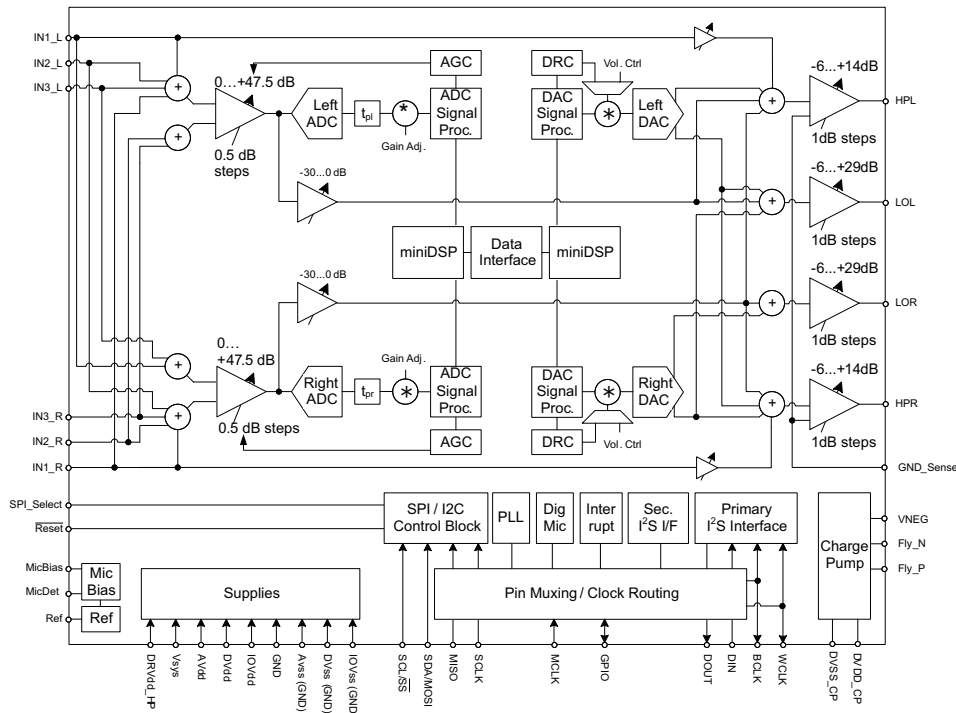 IN1_L
IN2_L
IN3_L
0…+47.5 dB
0.5 dB
steps
Left
ADC
tpl
*
Gain Adj.
AGC
ADC
Signal
Proc.
DRC
Vol. Ctrl
DAC
Signal
Proc.
*
Left
DAC
-6...+14dB
1dB steps
HPL
-30...0 dB
-6...+29dB
1dB steps
LOL
miniDSP
Data
Interface
miniDSP
-30...0 dB
-6...+29dB
1dB steps
LOR
0…
+47.5 dB
0.5 dB steps
Right
ADC
tpr
Gain Adj.
*
ADC
Signal
Proc.
AGC
DAC
Signal
Proc.
*
DRC
Vol. Ctrl
Right
DAC
-6...+14dB
1dB steps
HPR
IN3_R
IN2_R
IN1_R
GND_Sense
SPI_Select
Reset
SPI / I2C
Control Block
PLL
Dig
Mic
Inter
rupt
Sec.
I2S I/F
Primary
I2S Interface
Charge
Pump
VNEG
Fly_N
Fly_P
MicBias
MicDet
Ref
Mic
Bias
Ref
Supplies
Pin Muxing / Clock Routing
DRVdd_HP
Vsys
AVdd
DVdd
IOVdd
GND
AVss (GND)
DVss (GND)
IOVss (GND)
SCL/SS
SDA/MOSI
MISO
SCLK
MCLK
GPIO
DOUT
DIN
BCLK
WCLK
DVSS_CP
DVDD_CP